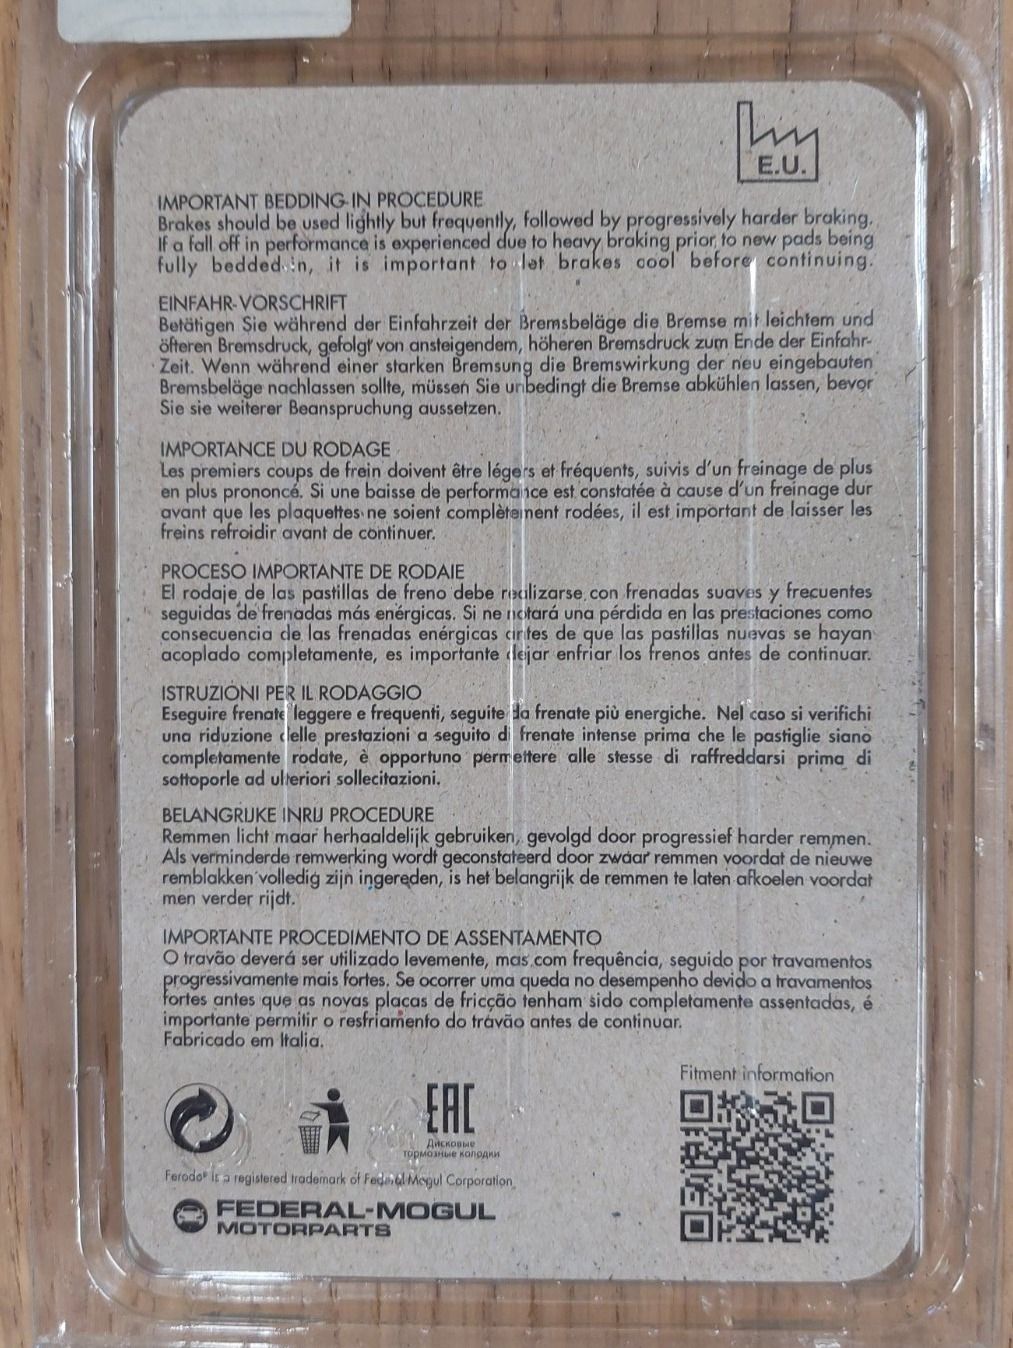 E.U.
IMPORTANT BEDDING-IN PROCEDURE
Brakes should be used lightly but frequently, followed by progressively harder braking.
If a fall off in performance is experienced due to heavy braking prior to new pads being
fully bedded in, it is important to let brakes cool before continuing.
EINFAHR-VORSCHRIFT
Betätigen Sie während der Einfahrzeit der Bremsbeläge die Bremse mit leichtem und
öfteren Bremsdruck, gefolgt von ansteigendem, höheren Bremsdruck zum Ende der Einfahr-
Zeit. Wenn während einer starken Bremsung die Bremswirkung der neu eingebauten
Bremsbeläge nachlassen sollte, müssen Sie unbedingt die Bremse abkühlen lassen, bevor
Sie sie weiterer Beanspruchung aussetzen.
IMPORTANCE DU RODAGE
Les premiers coups de frein doivent être légers et fréquents, suivis d'un freinage de plus
en plus prononcé. Si une baisse de performance est constatée à cause d'un freinage dur
avant que les plaquettes ne soient complètement rodées, il est important de laisser les
freins refroidir avant de continuer.
PROCESO IMPORTANTE DE RODAIE
El rodaje de las pastillas de freno debe realizarse con frenadas suaves y frecuentes
seguidas de frenadas más enérgicas. Si ne notará una pérdida en las prestaciones como
consecuencia de las frenadas enérgicas antes de que las pastillas nuevas se hayan
acoplado completamente, es importante dejar enfriar los frenos antes de continuar.
ISTRUZIONI PER IL RODAGGIO
Eseguire frenate leggere e frequenti, seguite da frenate più energiche. Nel caso si verifichi
una riduzione delle prestazioni a seguito di frenate intense prima che le pastiglie siano
completamente rodate, è opportuno permettere alle stesse di raffreddarsi prima di
sottoporle ad ulteriori sollecitazioni.
BELANGRIJKE INRIJ PROCEDURE
Remmen licht maar herhaaldelijk gebruiken, gevolgd door progressief harder remmen.
Als verminderde remwerking wordt geconstateerd door zwaar remmen voordat de nieuwe
remblakken volledig zijn ingereden, is het belangrijk de remmen te laten afkoelen voordat
men verder rijdt.
IMPORTANTE PROCEDIMENTO DE ASSENTAMENTO
O travão deverá ser utilizado levemente, mas com frequência, seguido por travamentos
progressivamente mais fortes. Se ocorrer uma queda no desempenho devido a travamentos
fortes antes que as novas placas de fricção tenham sido completamente assentadas, é
importante permitir o resfriamento do travão antes de continuar.
Fabricado em Italia.
Fitment information
EAC
Дисковые
тормозные колодки
Ferodo® is a registered trademark of Federal Mogul Corporation
FEDERAL-MOGUL
MOTORPARTS